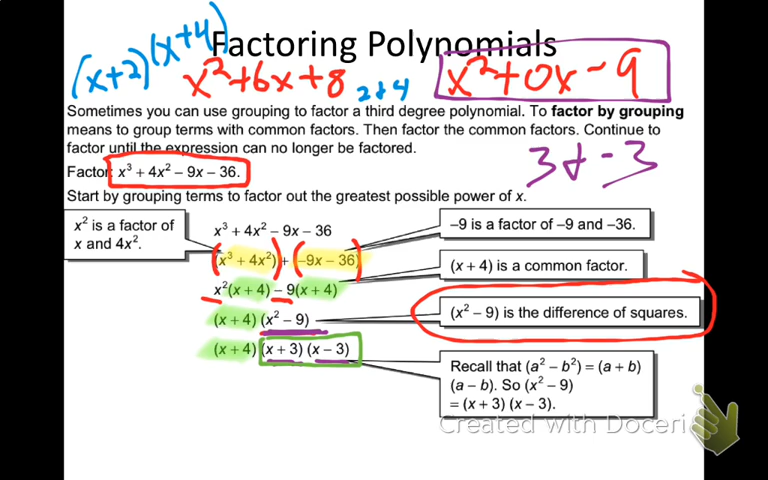 Factoring Polynomials
(x+2)(x+4)
x²+6x+8
2+4
x²+0x-9
Sometimes you can use grouping to factor a third degree polynomial. To factor by grouping
means to group terms with common factors. Then factor the common factors. Continue to
factor until the expression can no longer be factored.
3+-3
Factor: x³ + 4x² – 9x – 36.
Start by grouping terms to factor out the greatest possible power of x.
x² is a factor of
x and 4x².
x³ + 4x² – 9x – 36
–9 is a factor of –9 and –36.
(x³ + 4x²) + (–9x – 36)
(x + 4) is a common factor.
x²(x + 4) – 9(x + 4)
(x + 4) (x² – 9)
(x² – 9) is the difference of squares.
(x + 4) (x + 3) (x – 3)
Recall that (a² – b²) = (a + b)
(a – b). So (x² – 9)
= (x + 3) (x – 3).
Created with Doceri